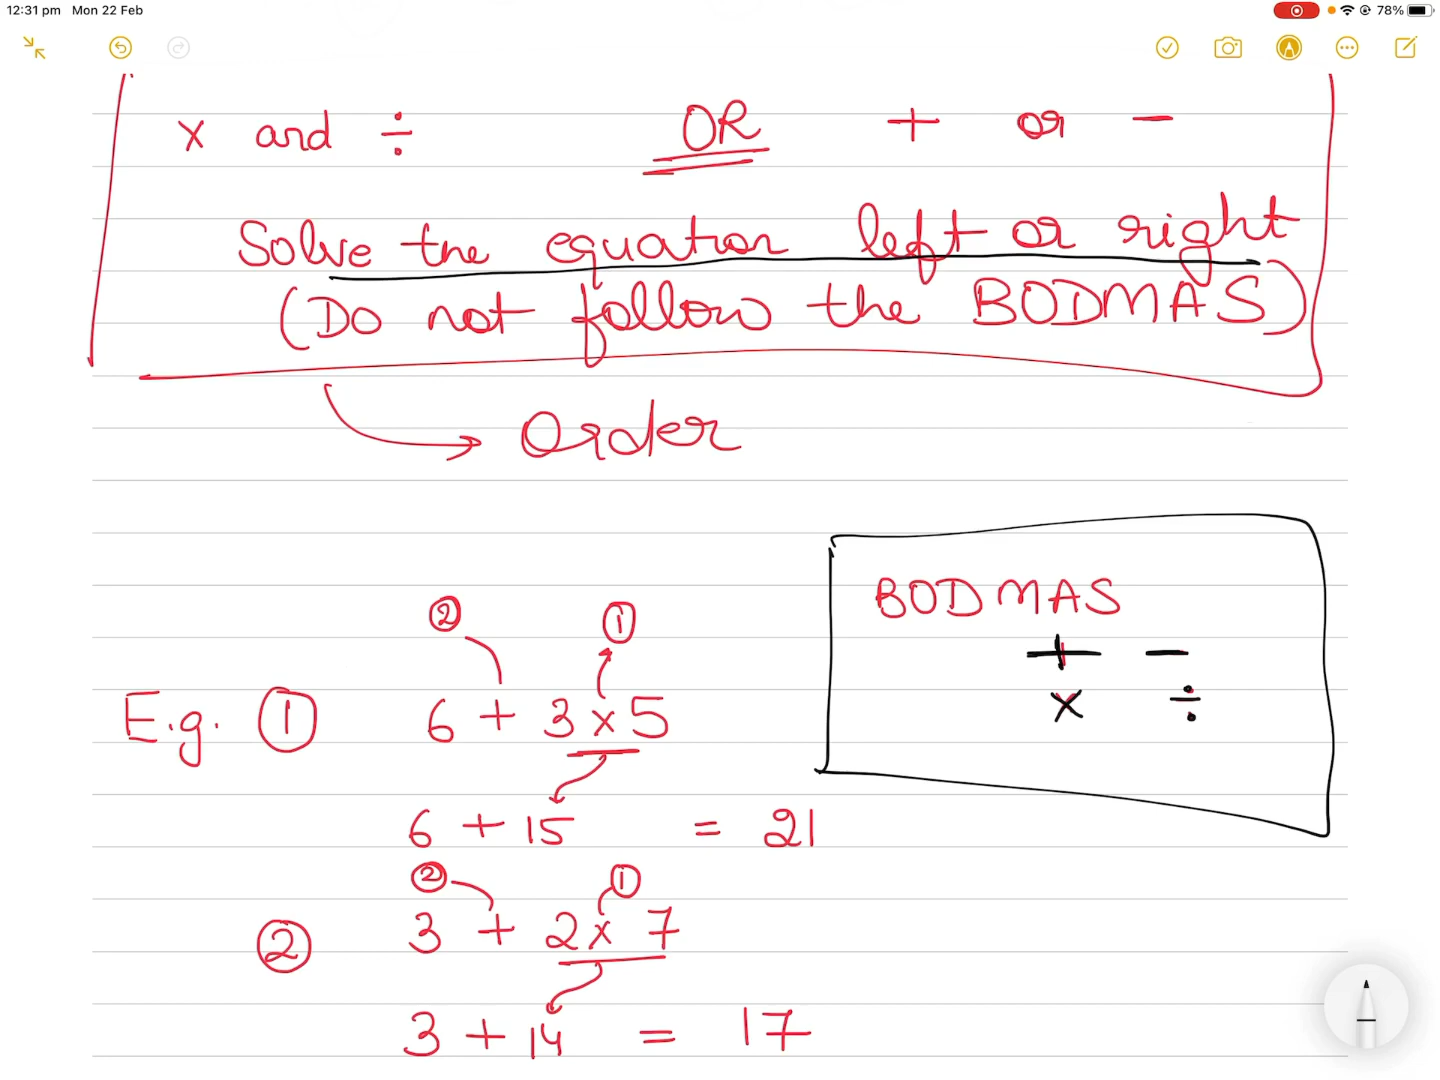 12:31 pm Mon 22 Feb 78%
x and ÷ OR + or −
Solve the equation left or right
(Do not follow the BODMAS)
Order
BODMAS
+ −
x ÷
② ①
E.g. ① 6 + 3 x 5
6 + 15 = 21
② ①
② 3 + 2 x 7
3 + 14 = 17